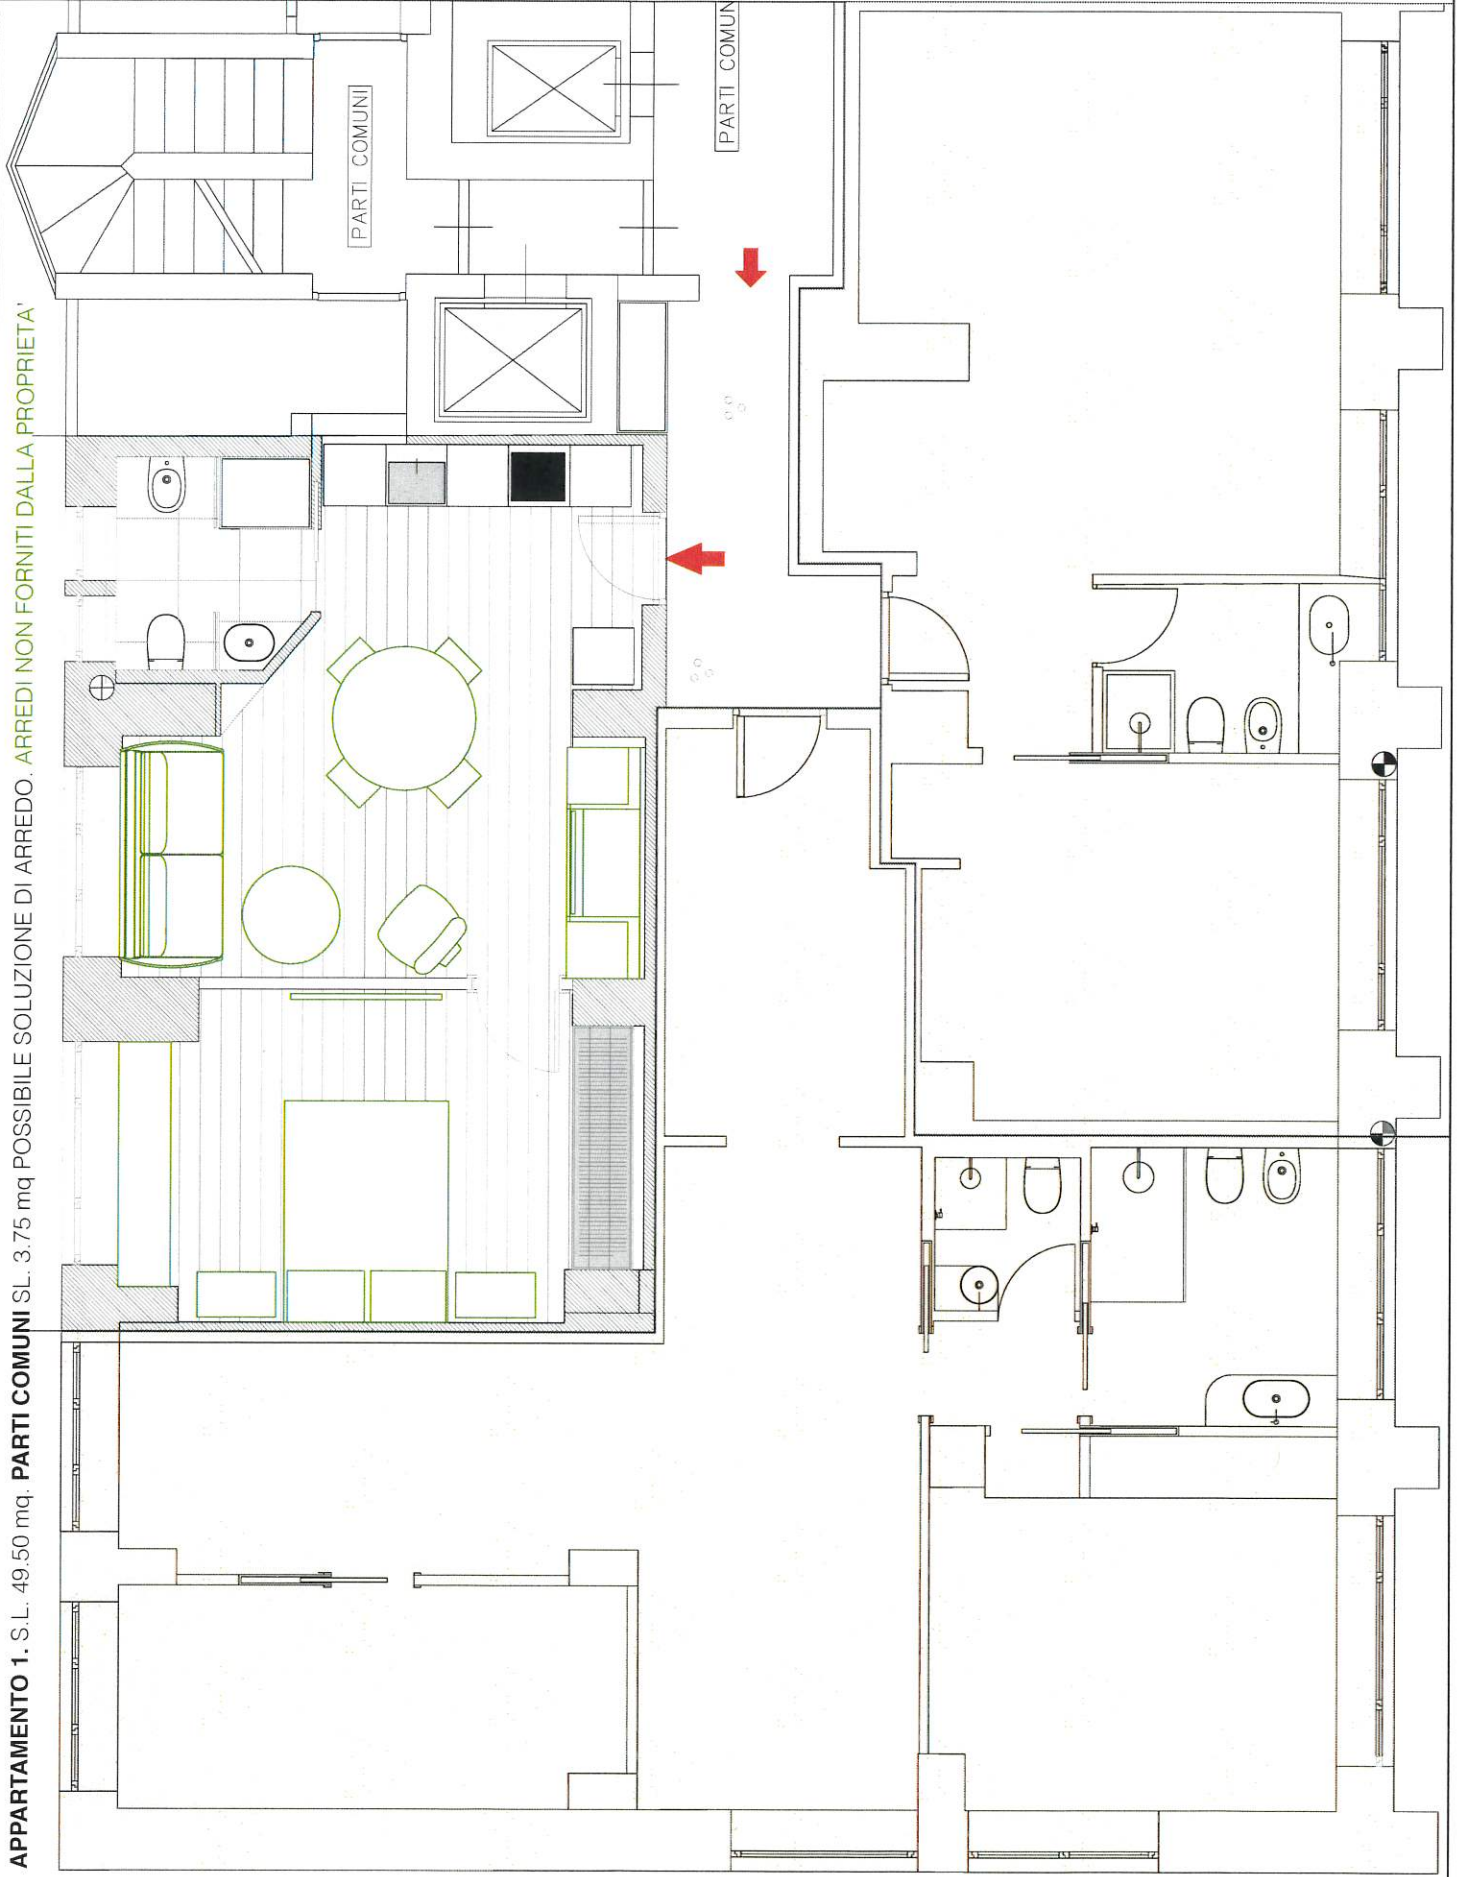 APPARTAMENTO 1. S.L. 49.50 mq. PARTI COMUNI SL. 3.75 mq POSSIBILE SOLUZIONE DI ARREDO. ARREDI NON FORNITI DALLA PROPRIETA'
PARTI COMUNI
PARTI COMUN